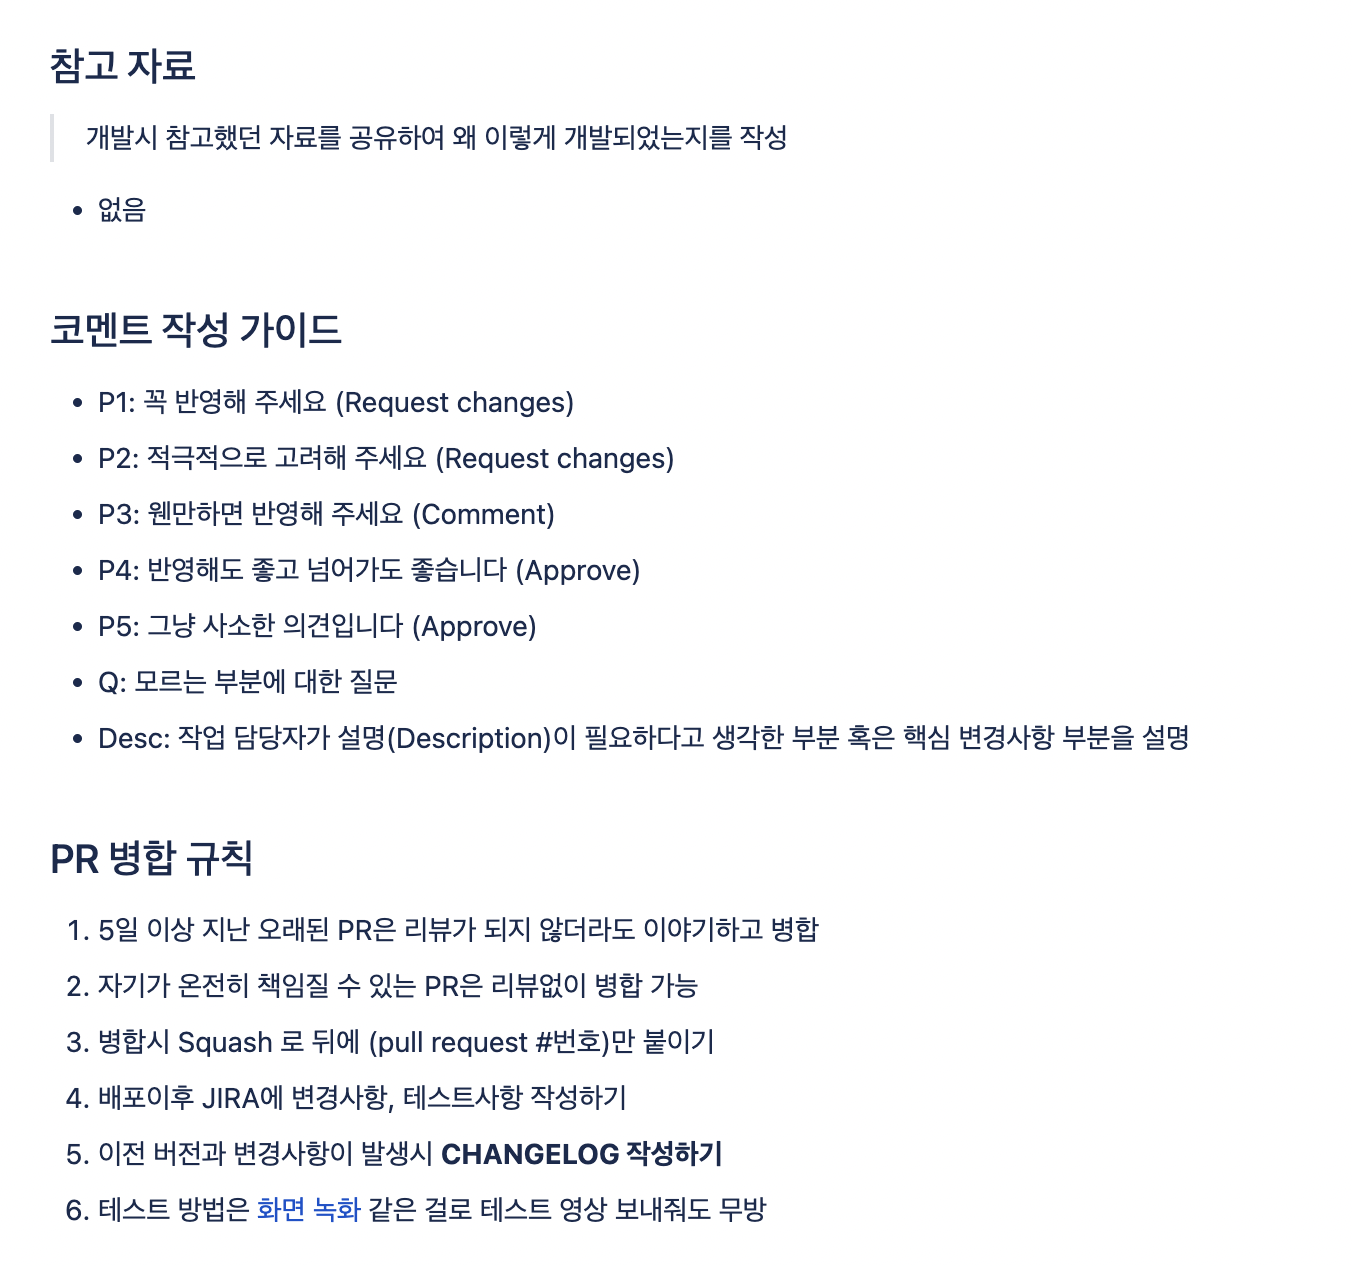 참고 자료
개발시 참고했던 자료를 공유하여 왜 이렇게 개발되었는지를 작성
• 없음
코멘트 작성 가이드
• P1: 꼭 반영해 주세요 (Request changes)
• P2: 적극적으로 고려해 주세요 (Request changes)
• P3: 웬만하면 반영해 주세요 (Comment)
• P4: 반영해도 좋고 넘어가도 좋습니다 (Approve)
• P5: 그냥 사소한 의견입니다 (Approve)
• Q: 모르는 부분에 대한 질문
• Desc: 작업 담당자가 설명(Description)이 필요하다고 생각한 부분 혹은 핵심 변경사항 부분을 설명
PR 병합 규칙
1. 5일 이상 지난 오래된 PR은 리뷰가 되지 않더라도 이야기하고 병합
2. 자기가 온전히 책임질 수 있는 PR은 리뷰없이 병합 가능
3. 병합시 Squash 로 뒤에 (pull request #번호)만 붙이기
4. 배포이후 JIRA에 변경사항, 테스트사항 작성하기
5. 이전 버전과 변경사항이 발생시 CHANGELOG 작성하기
6. 테스트 방법은 화면 녹화 같은 걸로 테스트 영상 보내줘도 무방